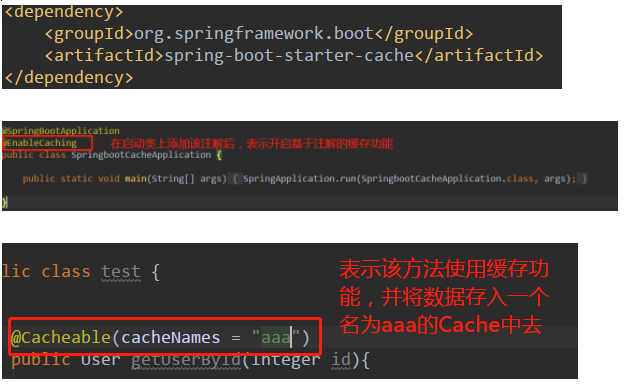 <dependency>
<groupId>org.springframework.boot</groupId>
<artifactId>spring-boot-starter-cache</artifactId>
</dependency>
@SpringBootApplication
@EnableCaching 在启动类上添加该注解后，表示开启基于注解的缓存功能
public class SpringbootCacheApplication {
public static void main(String[] args) { SpringApplication.run(SpringbootCacheApplication.class, args); }
}
lic class test {
表示该方法使用缓存功
能，并将数据存入一个
名为aaa的Cache中去
@Cacheable(cacheNames = "aaa")
public User getUserById(Integer id){